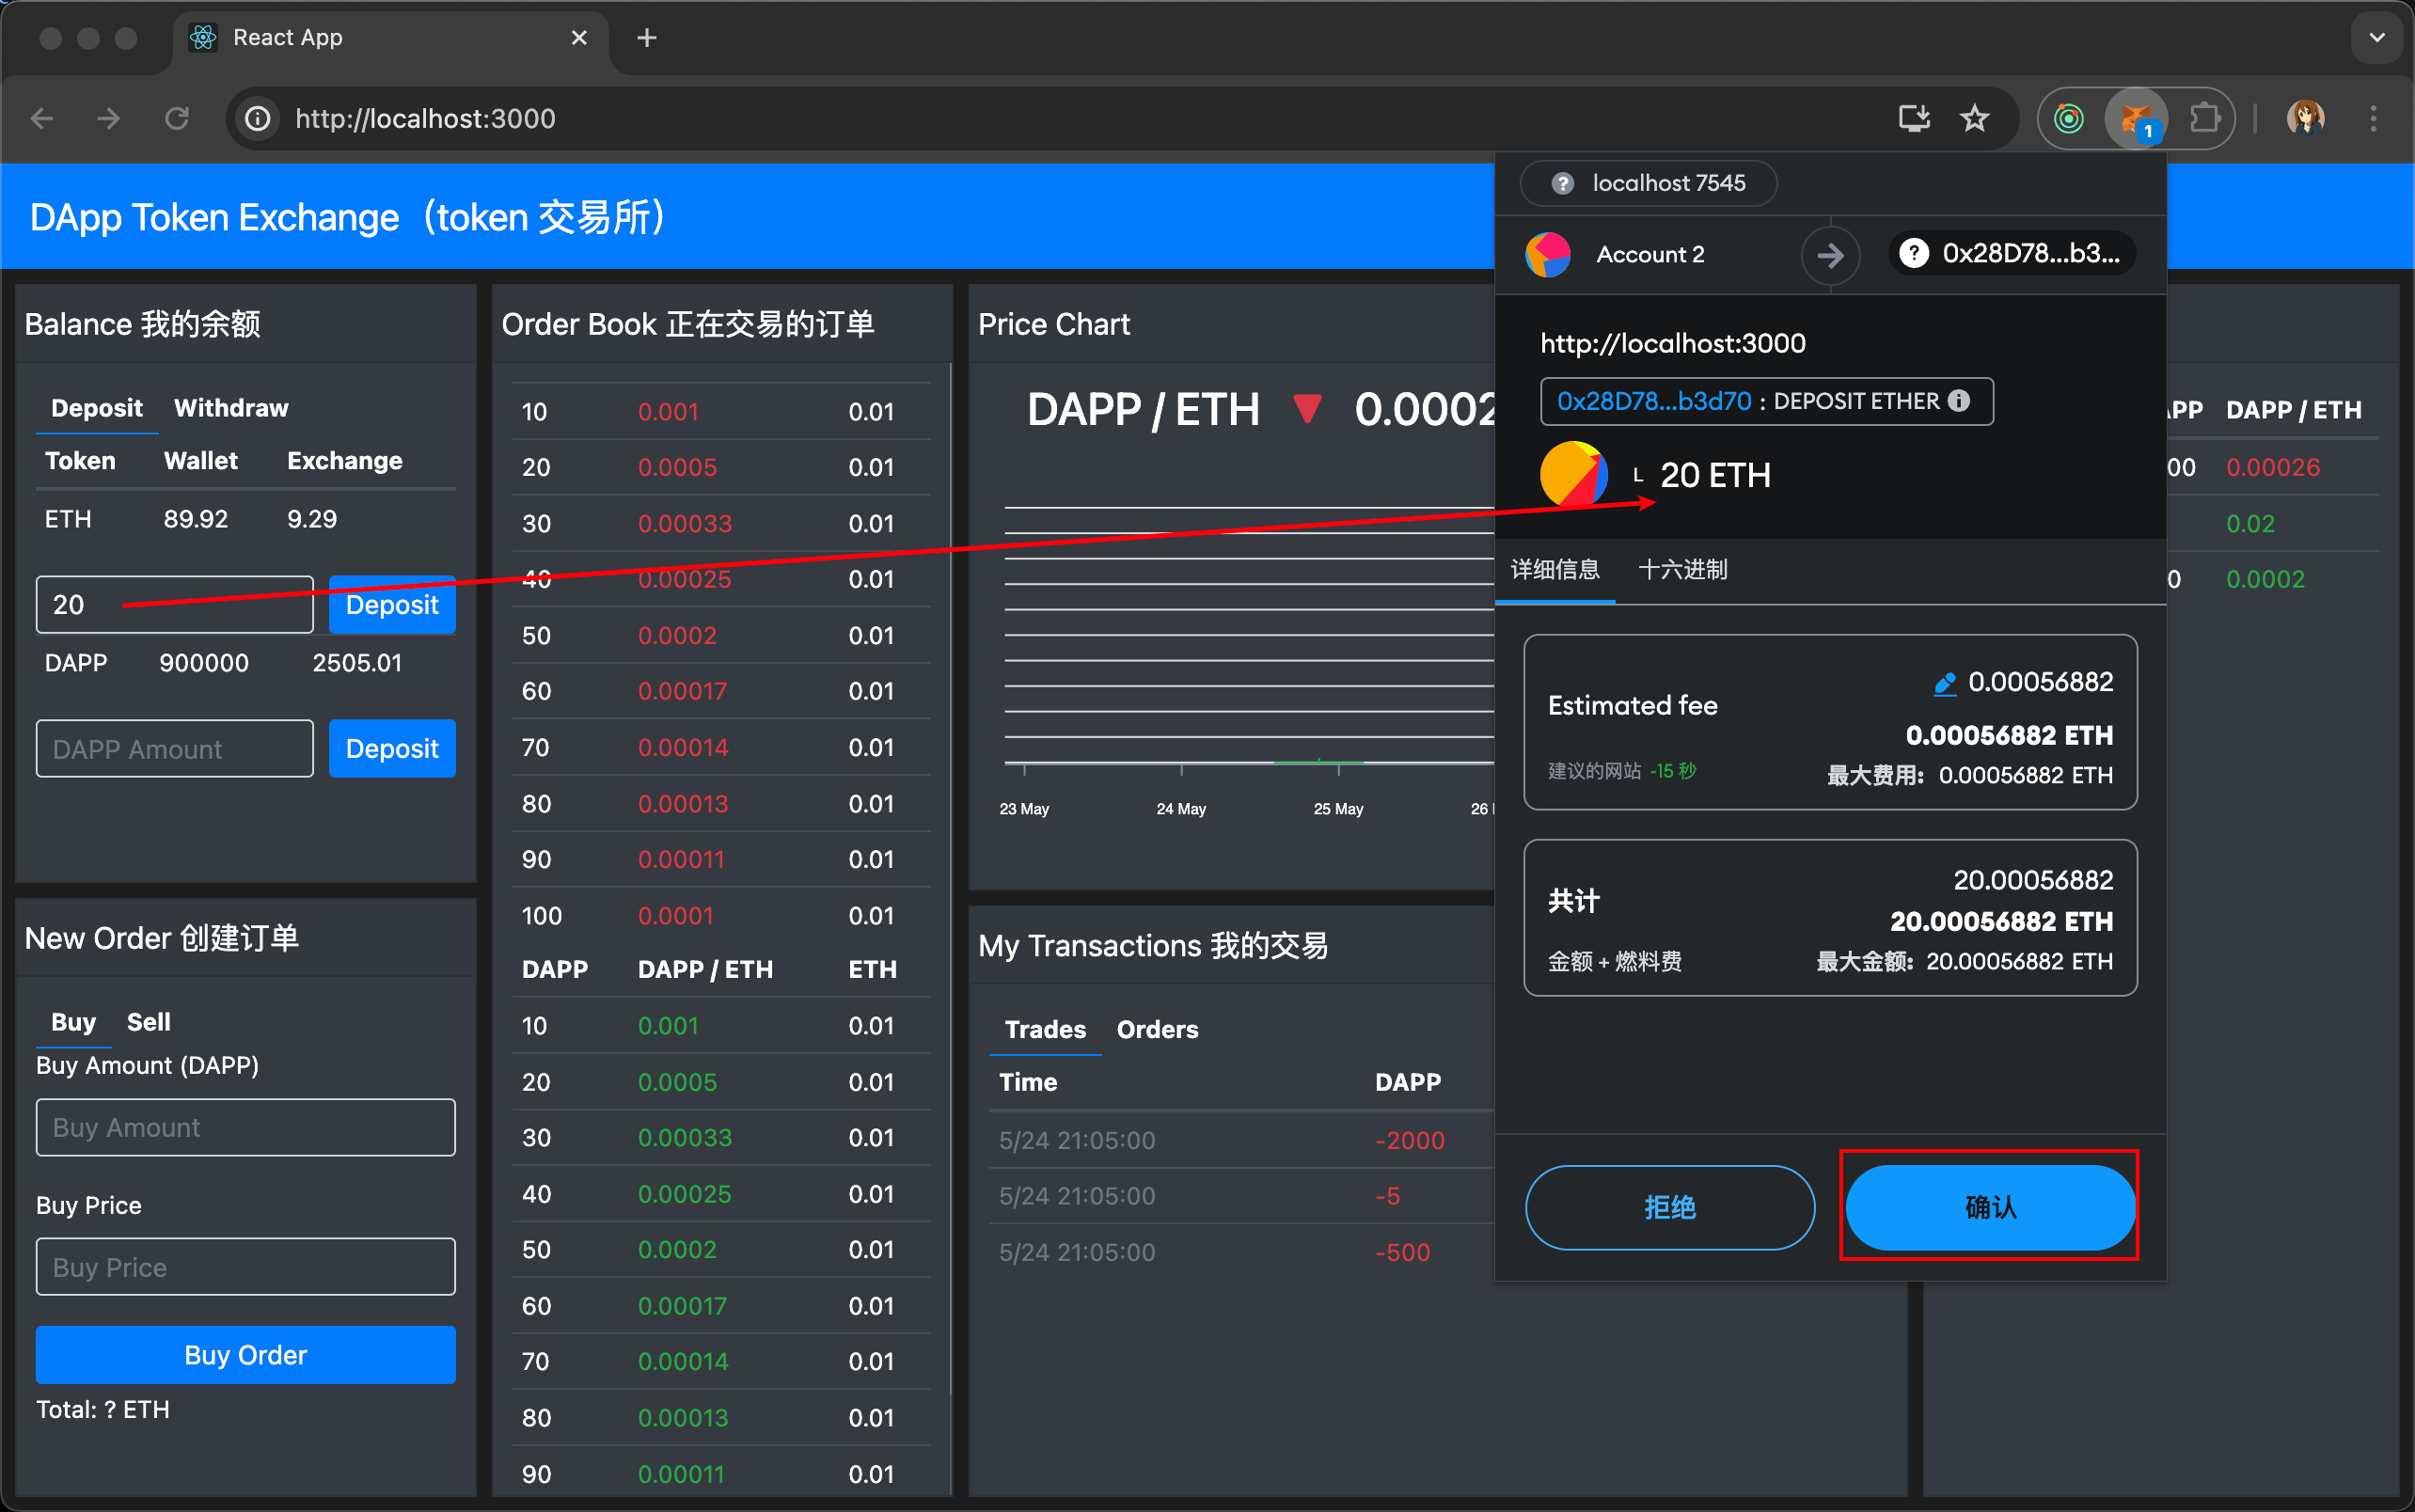 React App
http://localhost:3000
1
DApp Token Exchange（token 交易所）
Balance 我的余额
Deposit Withdraw
Token Wallet Exchange
ETH 89.92 9.29
20 Deposit
DAPP 900000 2505.01
DAPP Amount Deposit
New Order 创建订单
Buy Sell
Buy Amount (DAPP)
Buy Amount
Buy Price
Buy Price
Buy Order
Total: ? ETH
Order Book 正在交易的订单
10 0.001 0.01
20 0.0005 0.01
30 0.00033 0.01
40 0.00025 0.01
50 0.0002 0.01
60 0.00017 0.01
70 0.00014 0.01
80 0.00013 0.01
90 0.00011 0.01
100 0.0001 0.01
DAPP DAPP / ETH ETH
10 0.001 0.01
20 0.0005 0.01
30 0.00033 0.01
40 0.00025 0.01
50 0.0002 0.01
60 0.00017 0.01
70 0.00014 0.01
80 0.00013 0.01
90 0.00011 0.01
Price Chart
DAPP / ETH ▼ 0.0002
23 May 24 May 25 May 26
My Transactions 我的交易
Trades Orders
Time DAPP
5/24 21:05:00 -2000
5/24 21:05:00 -5
5/24 21:05:00 -500
localhost 7545
Account 2 0x28D78...b3...
http://localhost:3000
0x28D78...b3d70 : DEPOSIT ETHER
L 20 ETH
详细信息 十六进制
Estimated fee
0.00056882
0.00056882 ETH
建议的网站 -15 秒
最大费用: 0.00056882 ETH
共计
20.00056882
20.00056882 ETH
金额 + 燃料费
最大金额: 20.00056882 ETH
拒绝 确认
APP DAPP / ETH
00 0.00026
0.02
0 0.0002